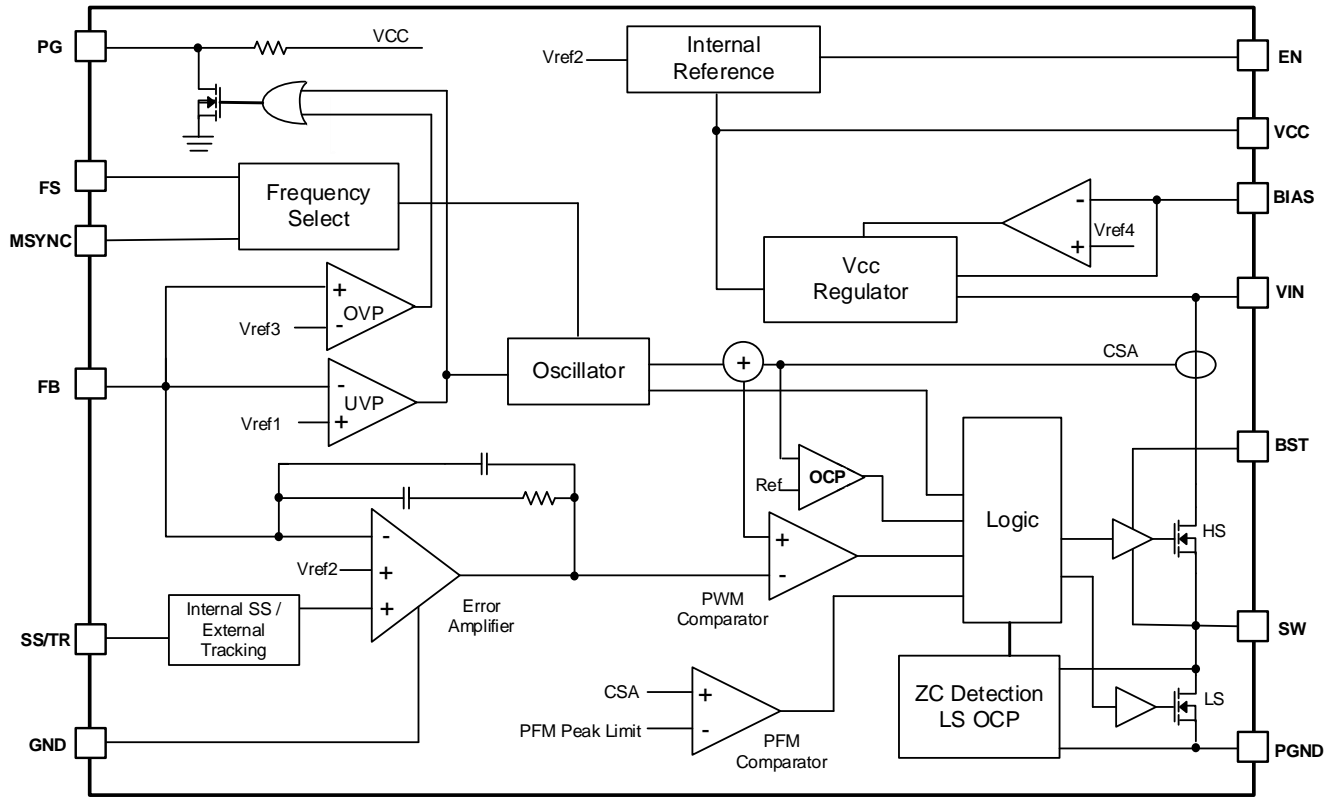 PG
VCC
Vref2
Internal
Reference
EN
VCC
FS
MSYNC
Frequency
Select
-
Vref4
+
BIAS
Vcc
Regulator
VIN
+
OVP
-
Vref3
FB
-
UVP
+
Vref1
Oscillator
+
CSA
BST
Ref
OCP
Logic
HS
-
Vref2
+
+
Error
Amplifier
+
-
PWM
Comparator
SS/TR
Internal SS /
External
Tracking
SW
CSA
+
PFM Peak Limit
-
PFM
Comparator
ZC Detection
LS OCP
LS
GND
PGND